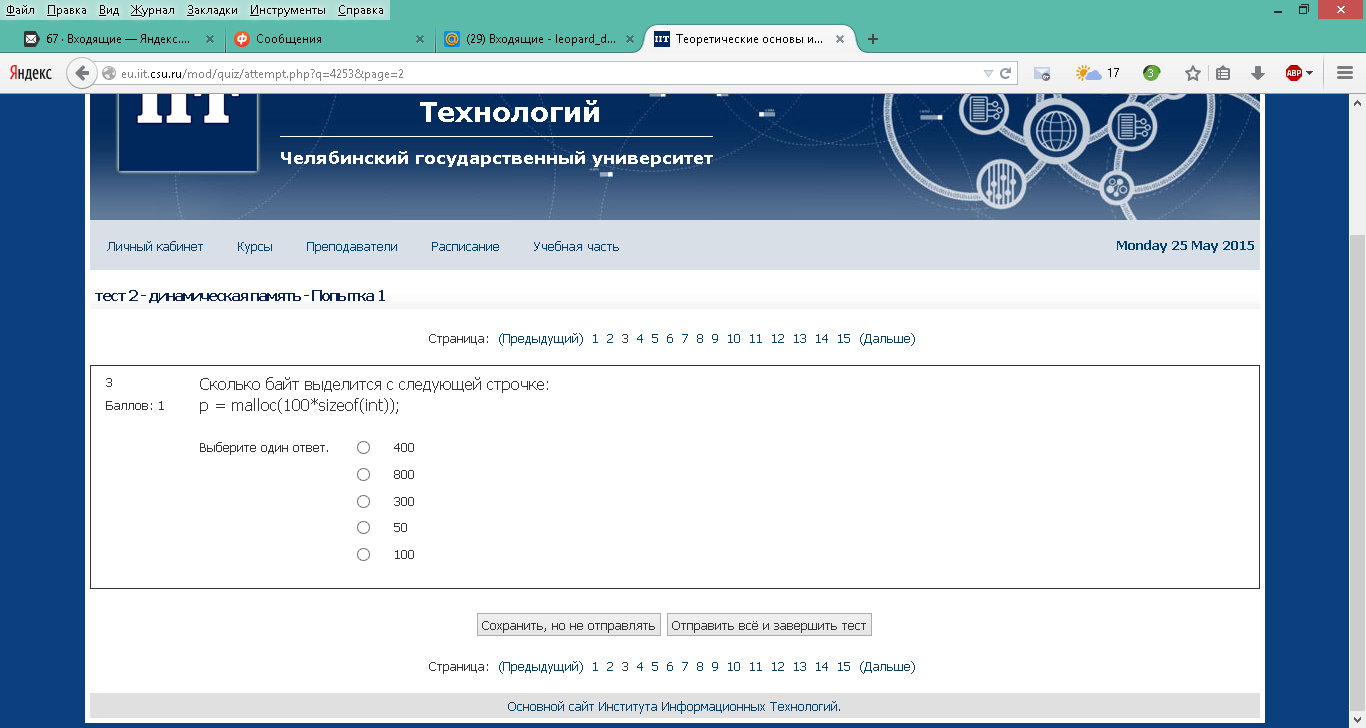 Файл Правка Вид Журнал Закладки Инструменты Справка
67 · Входящие — Яндекс.... Сообщения (29) Входящие - leopard_d... IIT Теоретические основы и...
Яндекс eu.iit.csu.ru/mod/quiz/attempt.php?q=4253&page=2 17 3 ABP
IIT
Технологий
Челябинский государственный университет
Личный кабинет Курсы Преподаватели Расписание Учебная часть Monday 25 May 2015
тест 2 - динамическая память - Попытка 1
Страница: (Предыдущий) 1 2 3 4 5 6 7 8 9 10 11 12 13 14 15 (Дальше)
3
Баллов: 1
Сколько байт выделится с следующей строчке:
p = malloc(100*sizeof(int));
Выберите один ответ.
400
800
300
50
100
Сохранить, но не отправлять Отправить всё и завершить тест
Страница: (Предыдущий) 1 2 3 4 5 6 7 8 9 10 11 12 13 14 15 (Дальше)
Основной сайт Института Информационных Технологий.